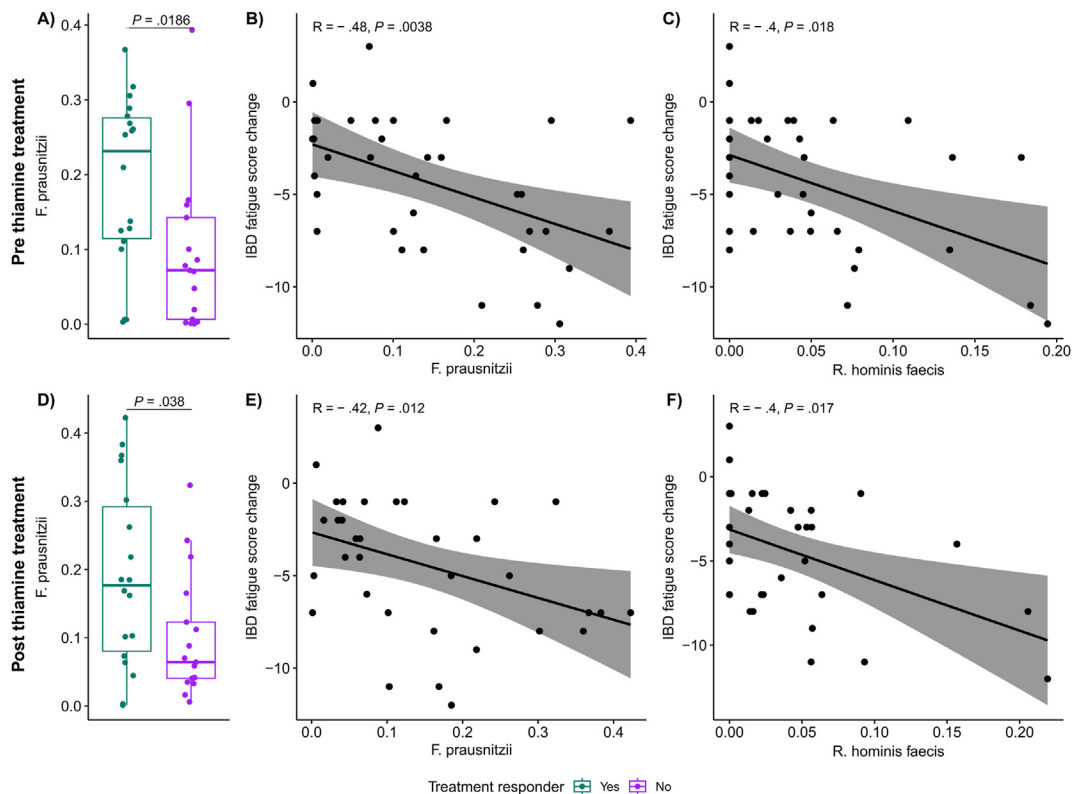 A)
P = .0186
Pre thiamine treatment
F. prausnitzii
0.4
0.3
0.2
0.1
0.0
B)
R = − .48, P = .0038
IBD fatigue score change
0
−5
−10
0.0 0.1 0.2 0.3 0.4
F. prausnitzii
C)
R = − .4, P = .018
IBD fatigue score change
0
−5
−10
0.00 0.05 0.10 0.15 0.20
R. hominis faecis
D)
P = .038
Post thiamine treatment
F. prausnitzii
0.4
0.3
0.2
0.1
0.0
E)
R = − .42, P = .012
IBD fatigue score change
0
−5
−10
0.0 0.1 0.2 0.3 0.4
F. prausnitzii
F)
R = − .4, P = .017
IBD fatigue score change
0
−5
−10
0.00 0.05 0.10 0.15 0.20
R. hominis faecis
Treatment responder Yes No